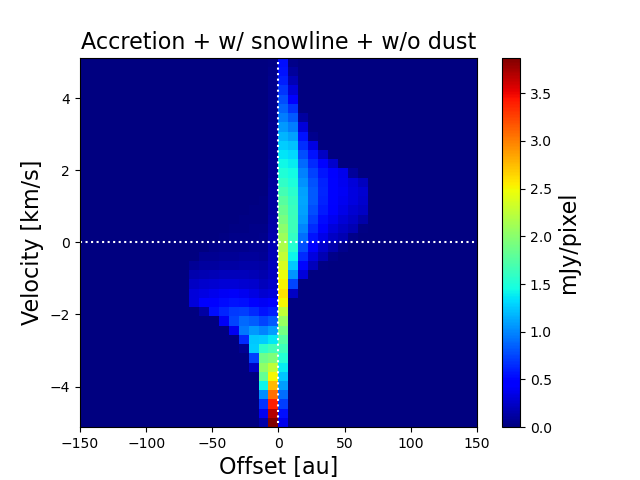 Accretion + w/ snowline + w/o dust
4
2
0
−2
−4
Velocity [km/s]
−150 −100 −50 0 50 100 150
Offset [au]
3.5
3.0
2.5
2.0
1.5
1.0
0.5
0.0
mJy/pixel